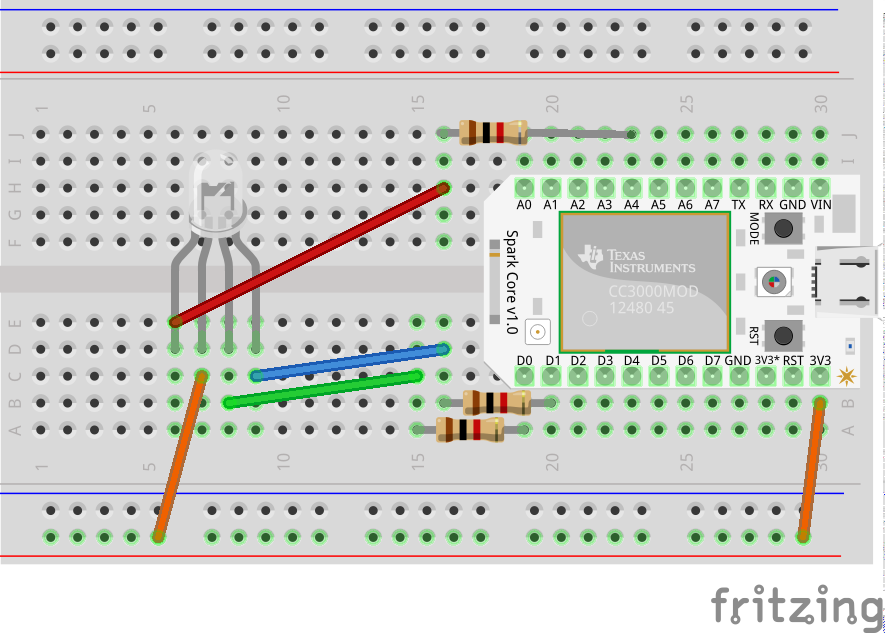 1 5 10 15 20 25 30
J J
I I
H
G
F
A0 A1 A2 A3 A4 A5 A6 A7 TX RX GND VIN
MODE
Spark Core v1.0
TEXAS
INSTRUMENTS
CC3000MOD
12480 45
RST
E
D
C
B B
A A
D0 D1 D2 D3 D4 D5 D6 D7 GND 3V3* RST 3V3
1 5 10 15 20 25 30
fritzing